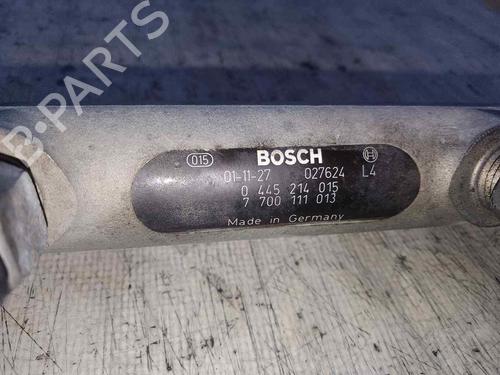 B-PARTS
015 BOSCH
01-11-27 027624 L4
0 445 214 015
7 700 111 013
Made in Germany